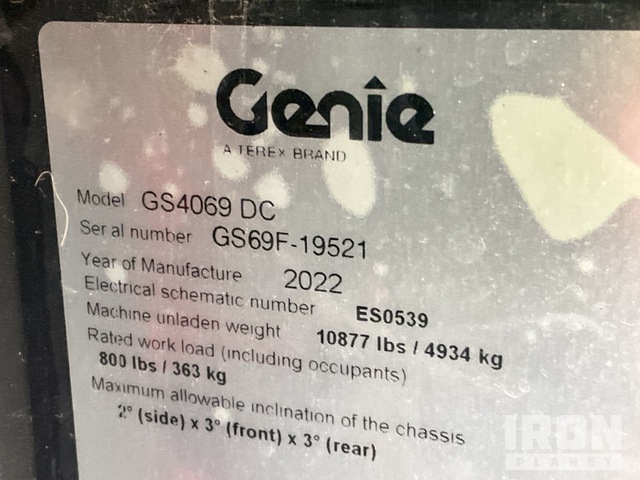 Genie
A TEREX BRAND
Model GS4069 DC
Serial number GS69F-19521
Year of Manufacture 2022
Electrical schematic number ES0539
Machine unladen weight 10877 lbs / 4934 kg
Rated work load (including occupants)
800 lbs / 363 kg
Maximum allowable inclination of the chassis
2° (side) x 3° (front) x 3° (rear)
IRON
PLANET